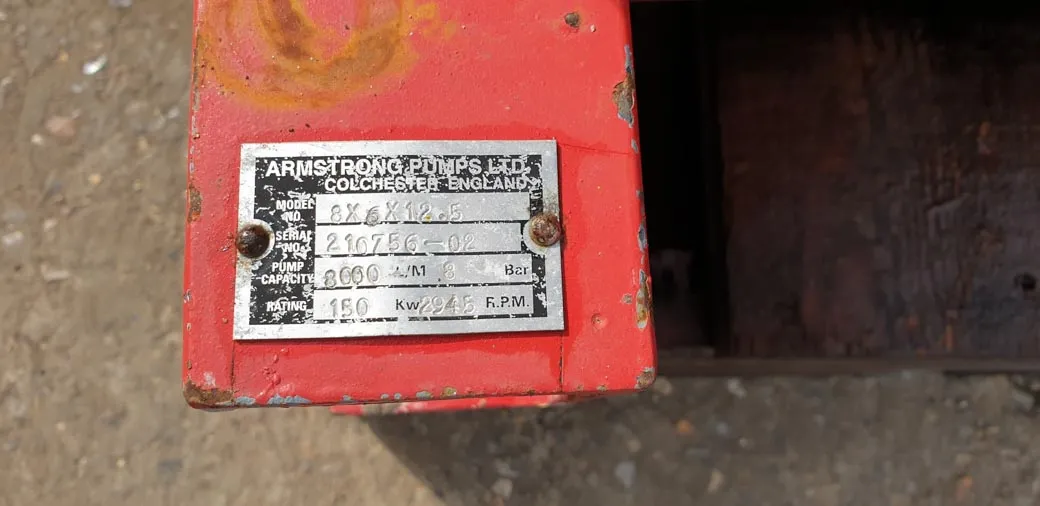 ARMSTRONG PUMPS LTD.
COLCHESTER ENGLAND
MODEL NO. 8X6X12.5
SERIAL NO. 216756-02
PUMP CAPACITY 8000 L/M 8 Bar
RATING 150 Kw 2945 R.P.M.